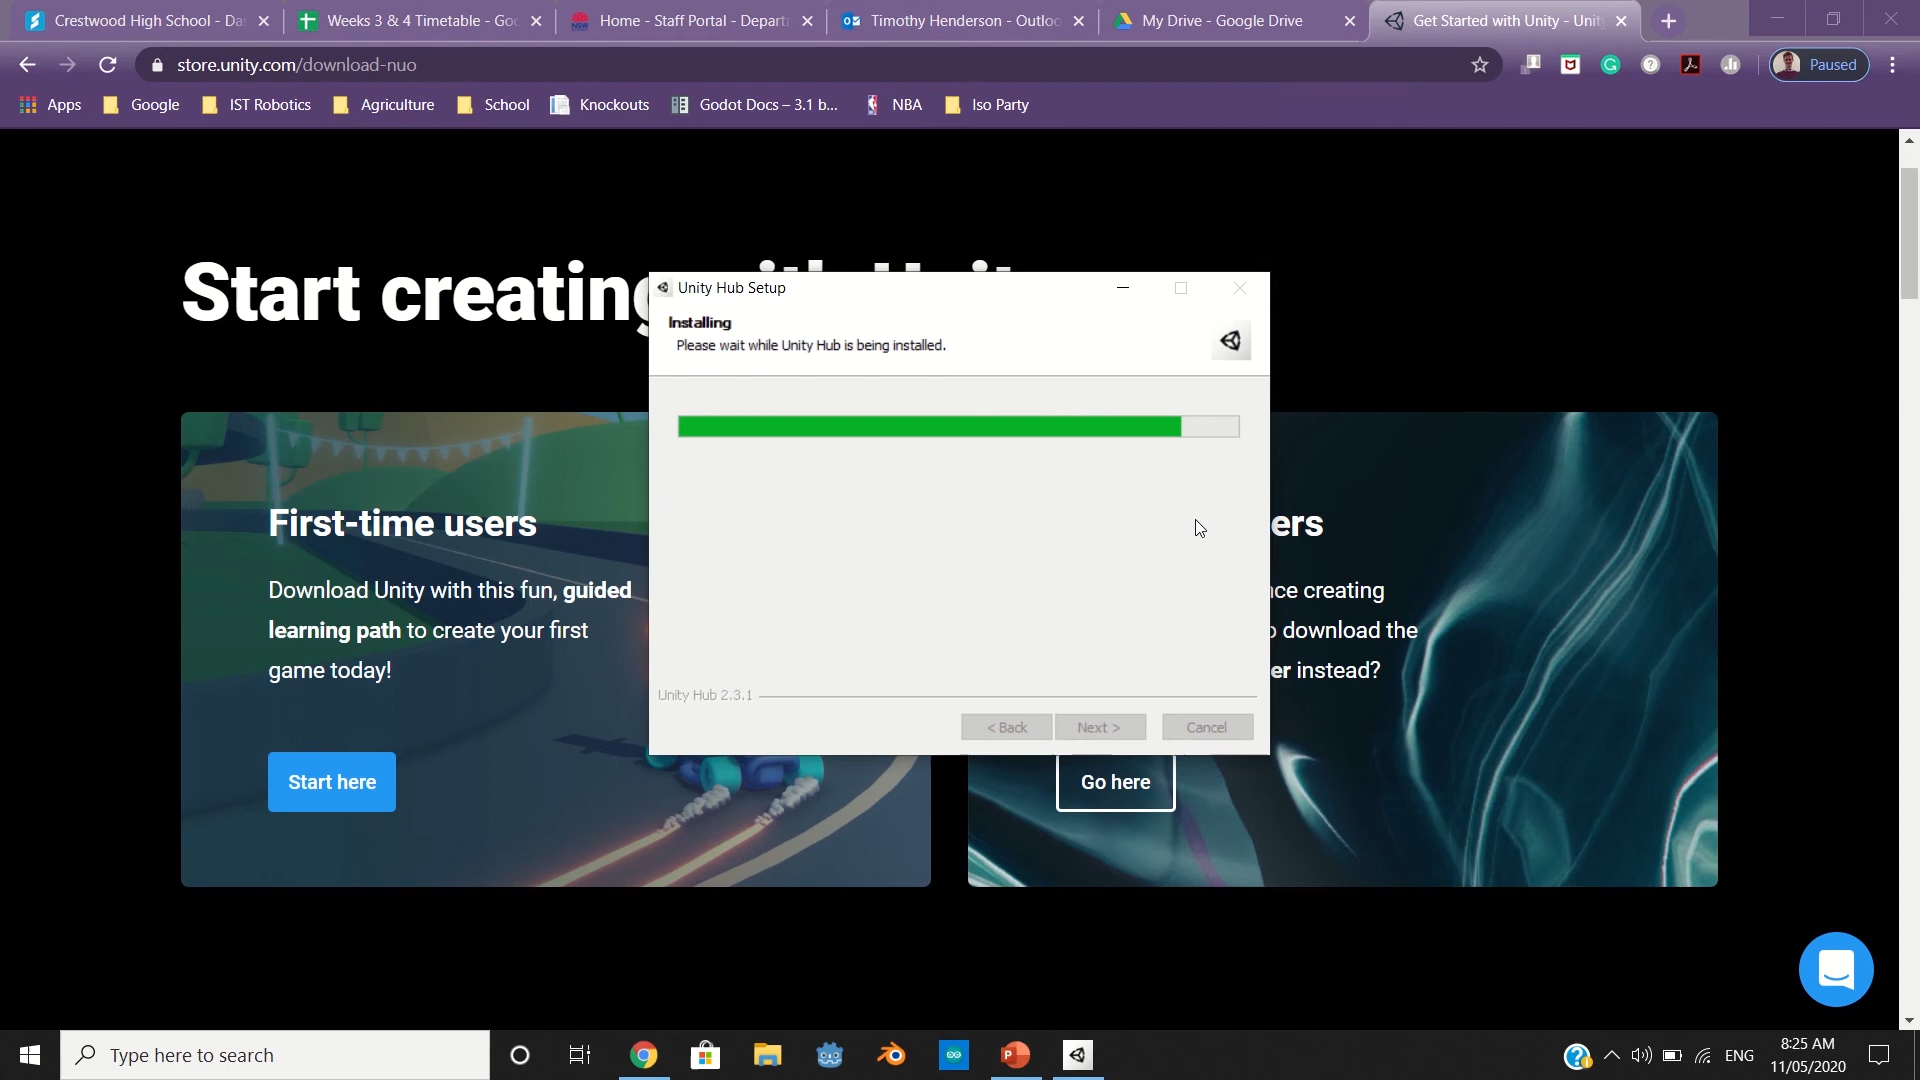 Crestwood High School - Da
Weeks 3 & 4 Timetable - Go
Home - Staff Portal - Depart
Timothy Henderson - Outlo
My Drive - Google Drive
Get Started with Unity - Unit
store.unity.com/download-nuo
Paused
Apps
Google
IST Robotics
Agriculture
School
Knockouts
Godot Docs – 3.1 b...
NBA
Iso Party
Start creating
Unity Hub Setup
Installing
Please wait while Unity Hub is being installed.
Unity Hub 2.3.1
< Back
Next >
Cancel
First-time users
Download Unity with this fun, guided
learning path to create your first
game today!
Start here
ers
ce creating
download the
er instead?
Go here
Type here to search
ENG
8:25 AM
11/05/2020